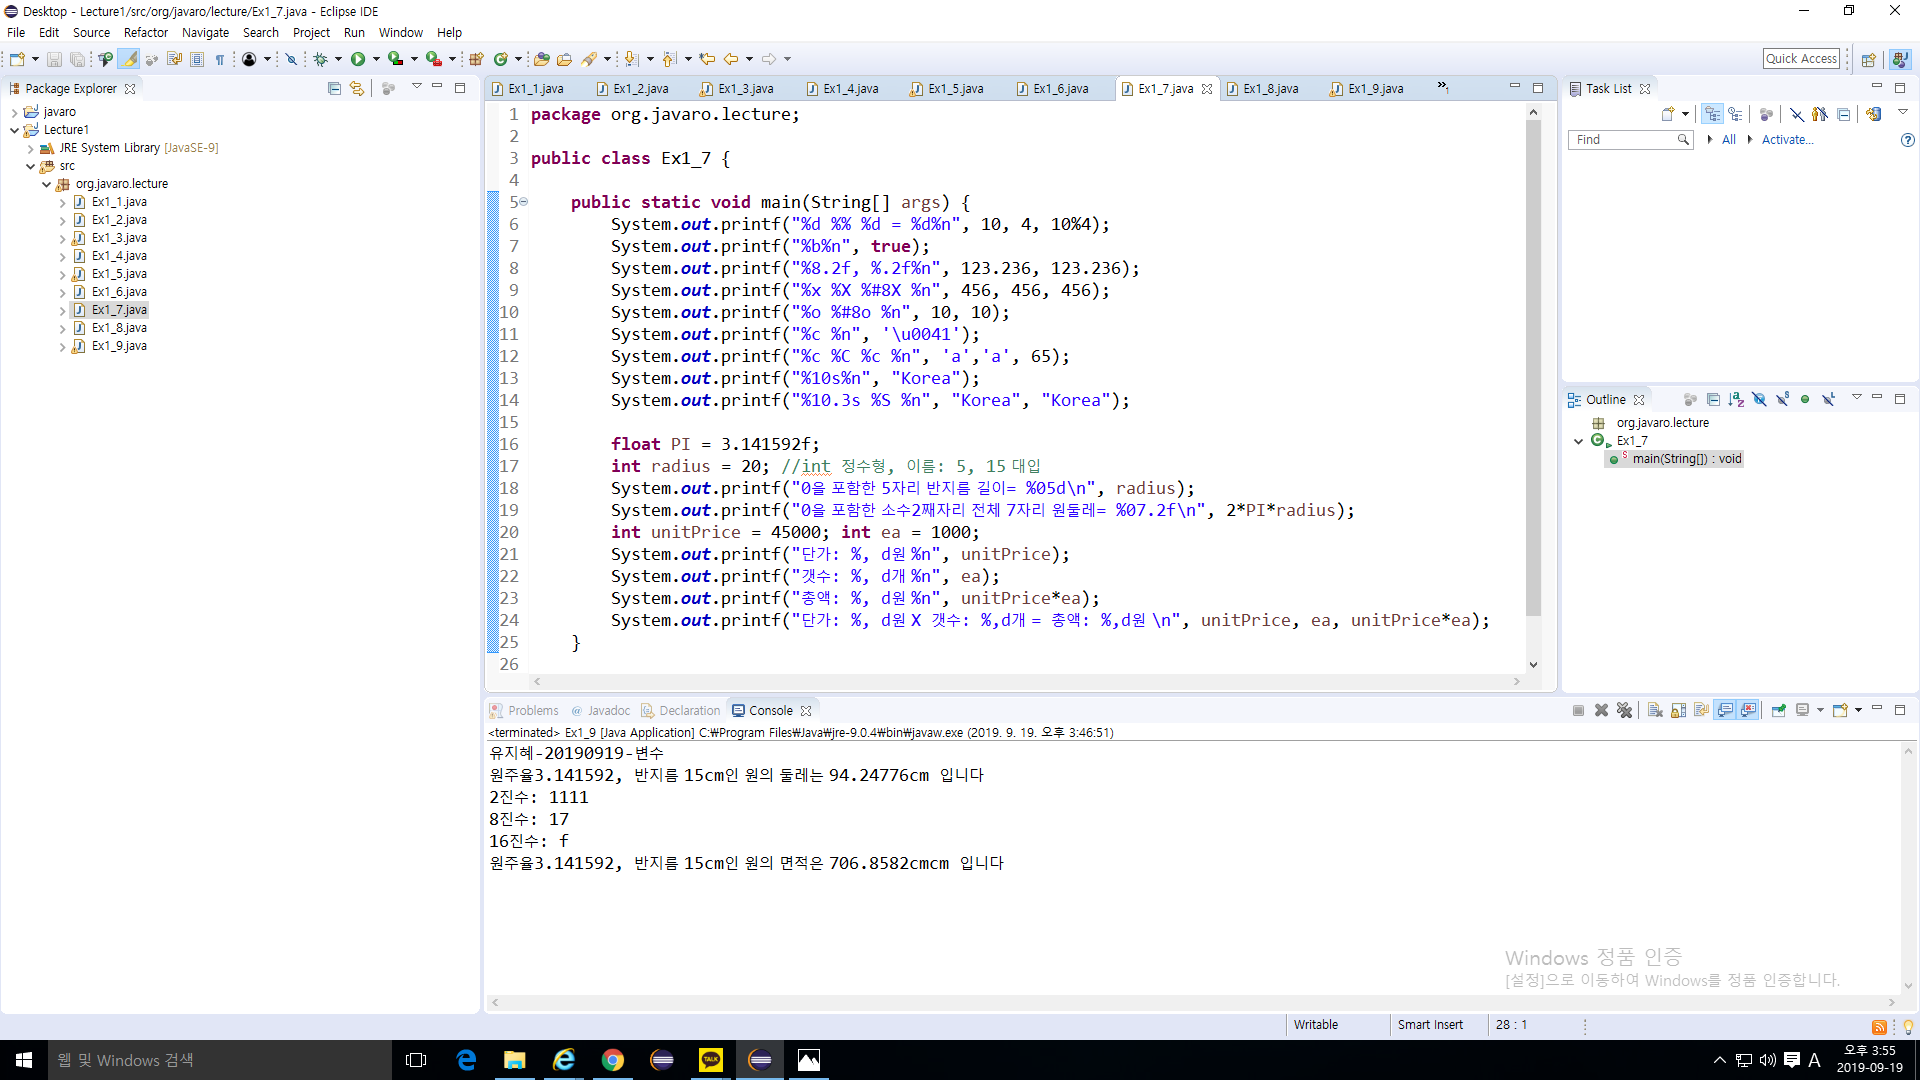 Desktop - Lecture1/src/org/javaro/lecture/Ex1_7.java - Eclipse IDE
File Edit Source Refactor Navigate Search Project Run Window Help
Quick Access
Package Explorer
javaro
Lecture1
JRE System Library [JavaSE-9]
src
org.javaro.lecture
Ex1_1.java
Ex1_2.java
Ex1_3.java
Ex1_4.java
Ex1_5.java
Ex1_6.java
Ex1_7.java
Ex1_8.java
Ex1_9.java
Ex1_1.java Ex1_2.java Ex1_3.java Ex1_4.java Ex1_5.java Ex1_6.java Ex1_7.java Ex1_8.java Ex1_9.java »1
1 package org.javaro.lecture;
2
3 public class Ex1_7 {
4
5 public static void main(String[] args) {
6 System.out.printf("%d %% %d = %d%n", 10, 4, 10%4);
7 System.out.printf("%b%n", true);
8 System.out.printf("%8.2f, %.2f%n", 123.236, 123.236);
9 System.out.printf("%x %X %#8X %n", 456, 456, 456);
10 System.out.printf("%o %#8o %n", 10, 10);
11 System.out.printf("%c %n", '\u0041');
12 System.out.printf("%c %C %c %n", 'a','a', 65);
13 System.out.printf("%10s%n", "Korea");
14 System.out.printf("%10.3s %S %n", "Korea", "Korea");
15
16 float PI = 3.141592f;
17 int radius = 20; //int 정수형, 이름: 5, 15 대입
18 System.out.printf("0을 포함한 5자리 반지름 길이= %05d\n", radius);
19 System.out.printf("0을 포함한 소수2째자리 전체 7자리 원둘레= %07.2f\n", 2*PI*radius);
20 int unitPrice = 45000; int ea = 1000;
21 System.out.printf("단가: %, d원 %n", unitPrice);
22 System.out.printf("갯수: %, d개 %n", ea);
23 System.out.printf("총액: %, d원 %n", unitPrice*ea);
24 System.out.printf("단가: %, d원 X 갯수: %,d개 = 총액: %,d원 \n", unitPrice, ea, unitPrice*ea);
25 }
26
Task List
Find All Activate...
Outline
org.javaro.lecture
Ex1_7
main(String[]) : void
Problems @ Javadoc Declaration Console
<terminated> Ex1_9 [Java Application] C:₩Program Files₩Java₩jre-9.0.4₩bin₩javaw.exe (2019. 9. 19. 오후 3:46:51)
유지혜-20190919-변수
원주율3.141592, 반지름 15cm인 원의 둘레는 94.24776cm 입니다
2진수: 1111
8진수: 17
16진수: f
원주율3.141592, 반지름 15cm인 원의 면적은 706.8582cmcm 입니다
Windows 정품 인증
[설정]으로 이동하여 Windows를 정품 인증합니다.
Writable Smart Insert 28 : 1
웹 및 Windows 검색
TALK
A
오후 3:55
2019-09-19